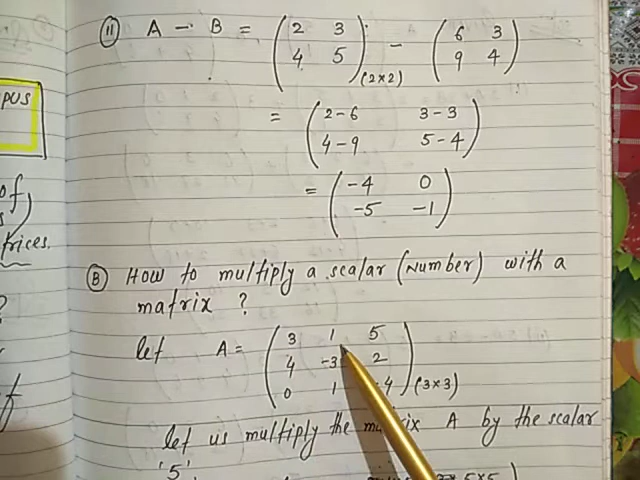 (11) A - B = ( 2 3 ) - ( 6 3 )
( 4 5 )(2×2) ( 9 4 )
= ( 2-6 3-3 )
( 4-9 5-4 )
= ( -4 0 )
( -5 -1 )
(B) How to multiply a scalar (Number) with a
matrix ?
let A = ( 3 1 5 )
( 4 -3 2 )
( 0 1 -4 )(3×3)
let us multiply the matrix A by the scalar
'5'
pus
of
trices.
?